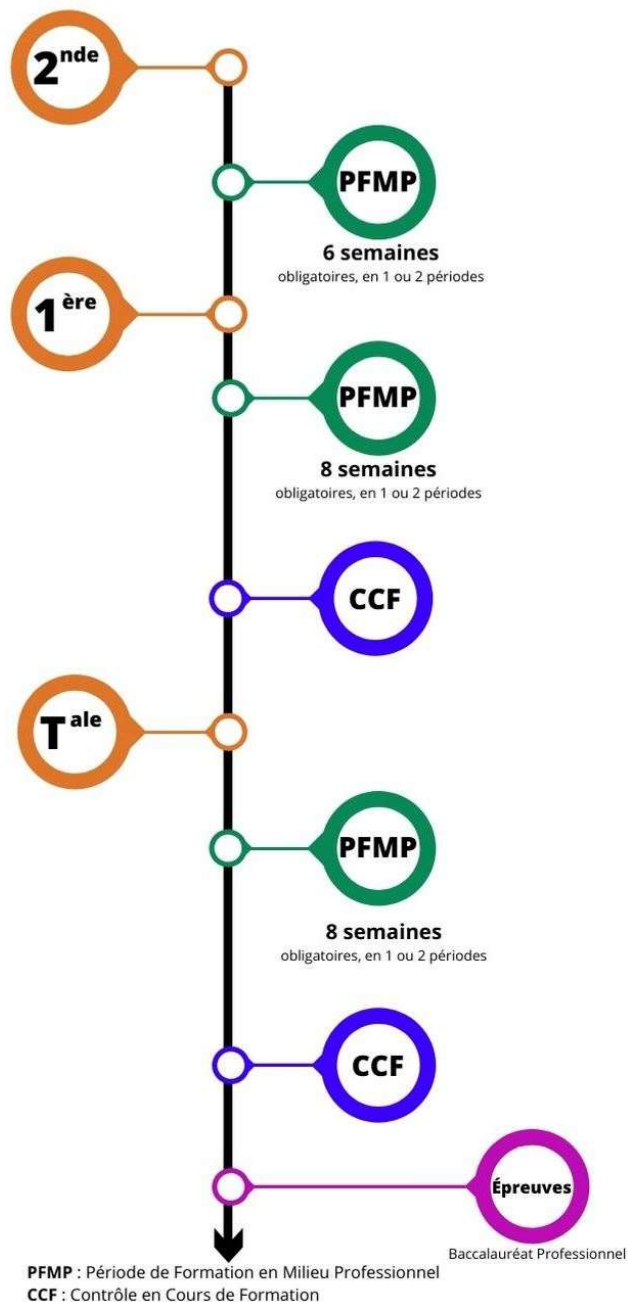 2nde
PFMP
6 semaines
obligatoires, en 1 ou 2 périodes
1ère
PFMP
8 semaines
obligatoires, en 1 ou 2 périodes
CCF
Tale
PFMP
8 semaines
obligatoires, en 1 ou 2 périodes
CCF
Épreuves
Baccalauréat Professionnel
PFMP : Période de Formation en Milieu Professionnel
CCF : Contrôle en Cours de Formation